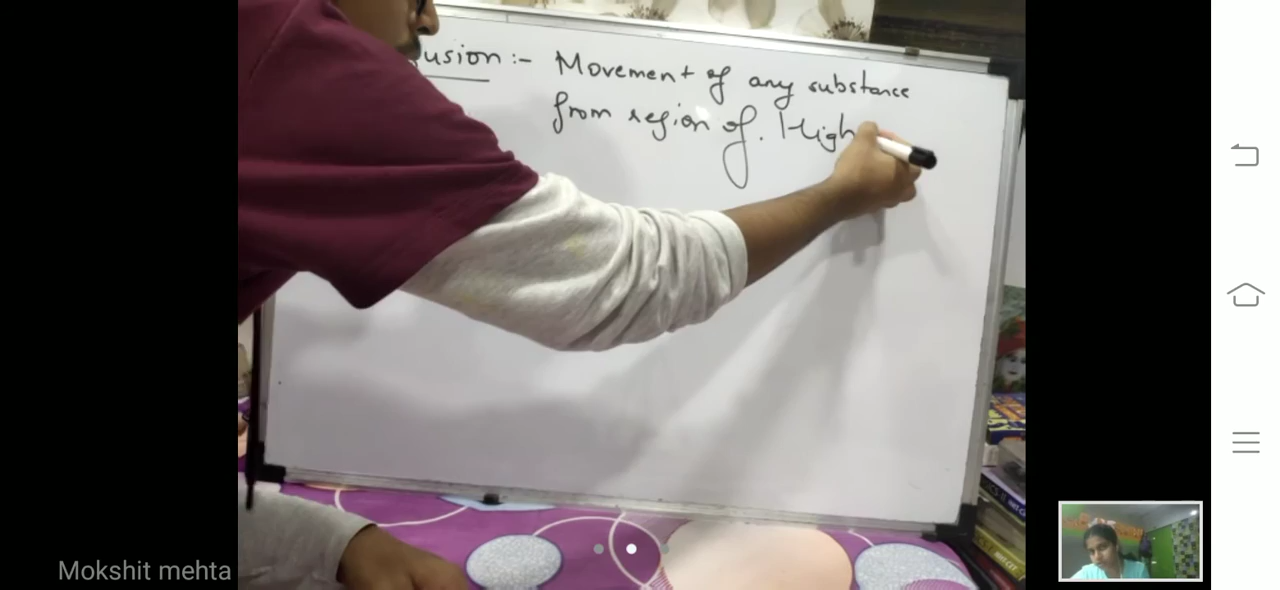 usion :- Movement of any substance
from region of. High
Mokshit mehta